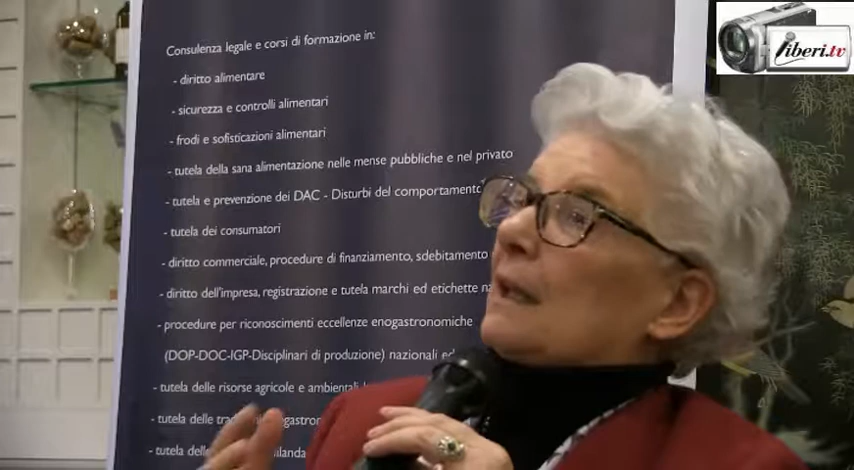 liberi.tv
Consulenza legale e corsi di formazione in:
- diritto alimentare
- sicurezza e controlli alimentari
- frodi e sofisticazioni alimentari
- tutela della sana alimentazione nelle mense pubbliche e nel privato
- tutela e prevenzione dei DAC - Disturbi del comportamento
- tutela dei consumatori
- diritto commerciale, procedure di finanziamento, sdebitamento
- diritto dell'impresa, registrazione e tutela marchi ed etichette
- procedure per riconoscimenti eccellenze enogastronomiche
(DOP-DOC-IGP-Disciplinari di produzione) nazionali
- tutela delle risorse agricole e ambientali
- tutela delle
- tutela